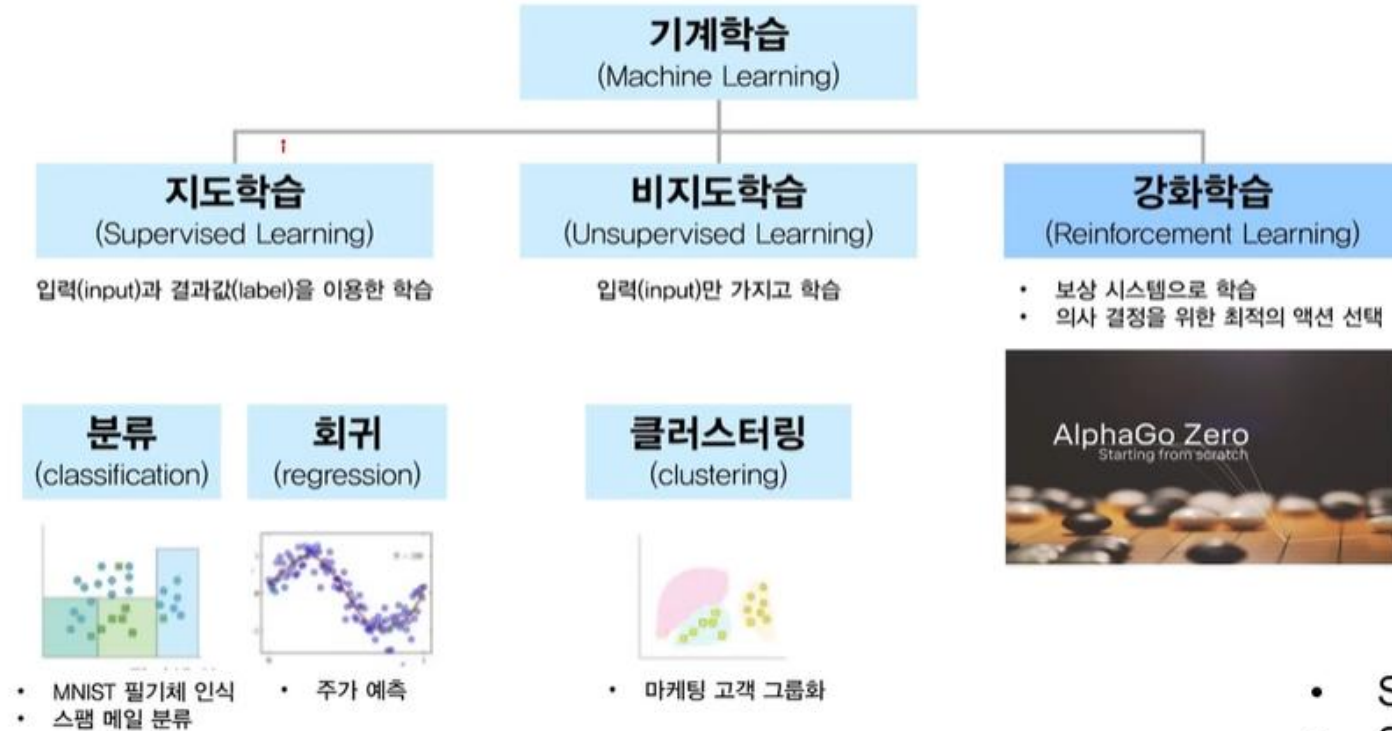 기계학습
(Machine Learning)
지도학습
(Supervised Learning)
입력(input)과 결과값(label)을 이용한 학습
비지도학습
(Unsupervised Learning)
입력(input)만 가지고 학습
강화학습
(Reinforcement Learning)
• 보상 시스템으로 학습
• 의사 결정을 위한 최적의 액션 선택
분류
(classification)
회귀
(regression)
클러스터링
(clustering)
AlphaGo Zero
Starting from scratch
• MNIST 필기체 인식
• 스팸 메일 분류
• 주가 예측
• 마케팅 고객 그룹화
• S